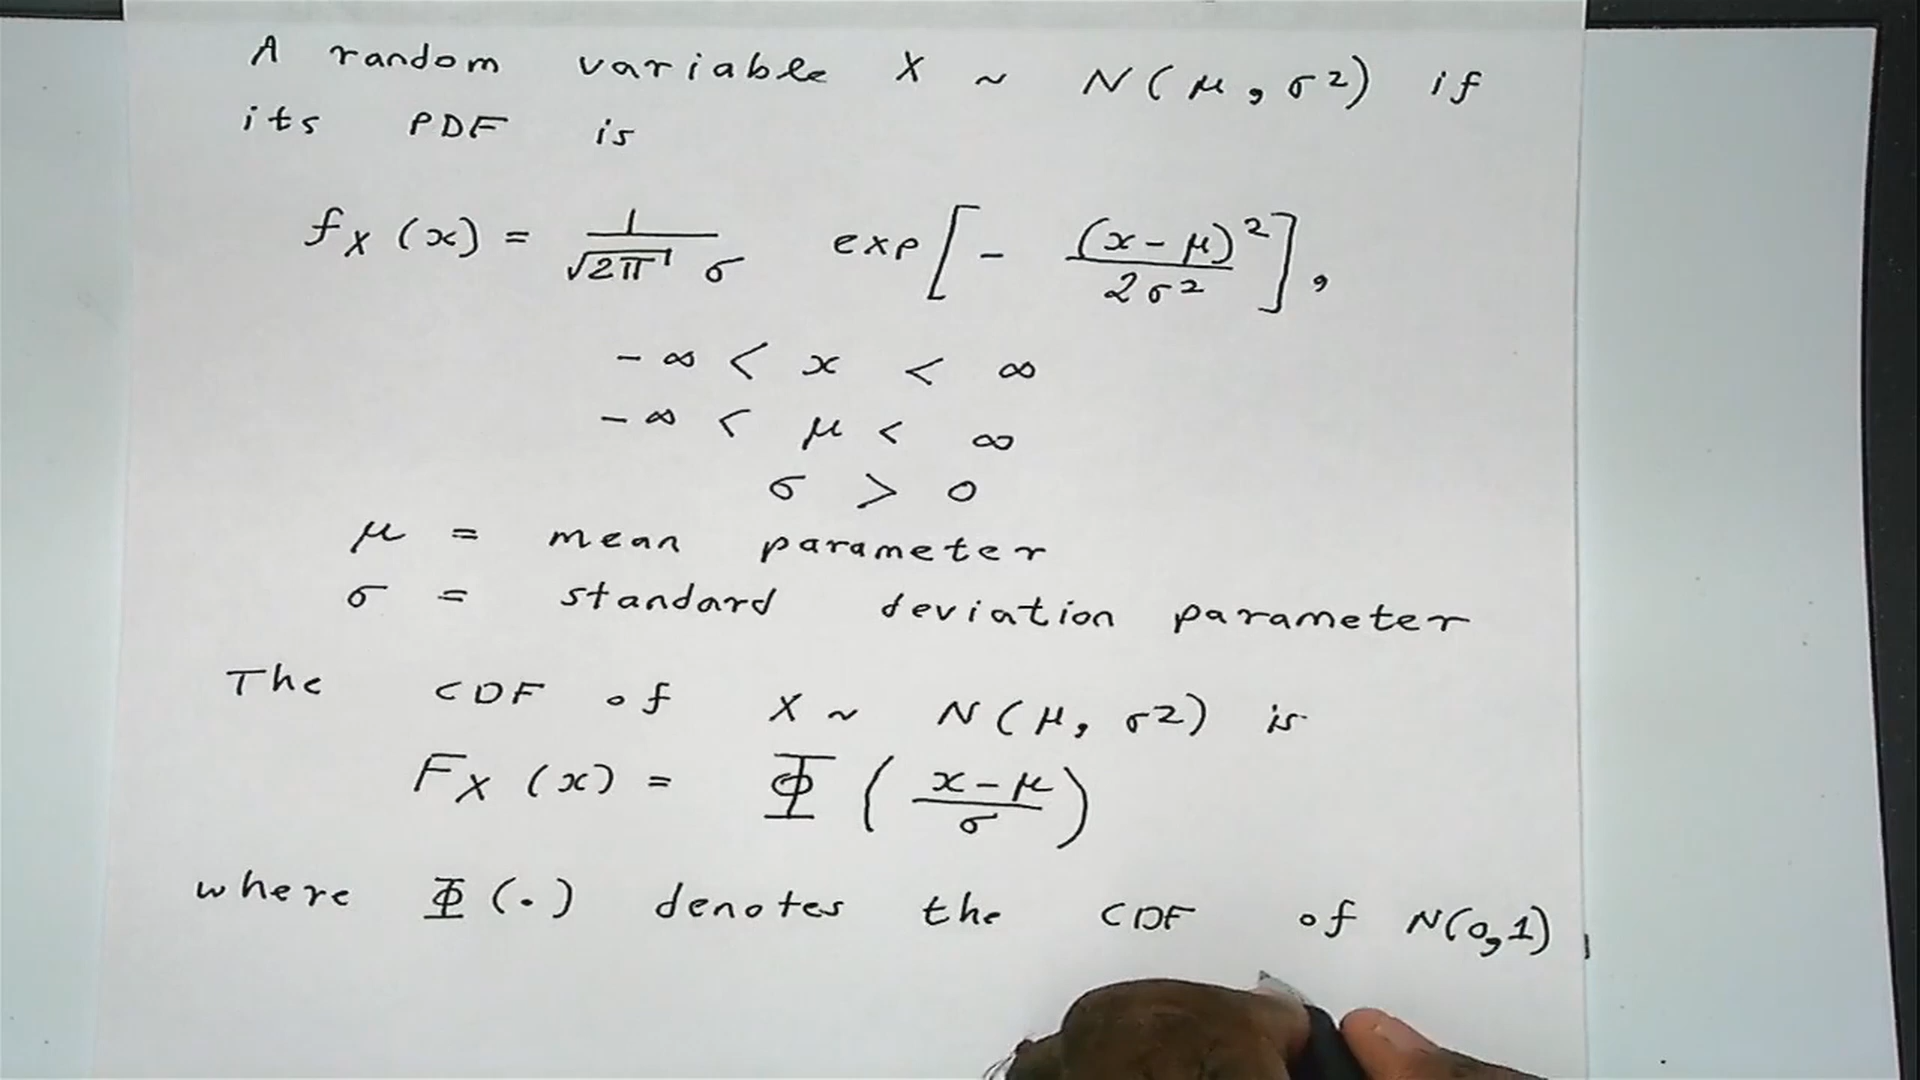 A random variable X ~ N(μ, σ²) if
its PDF is
f_X(x) = 1/(√2π σ) exp[- (x-μ)²/2σ²],
-∞ < x < ∞
-∞ < μ < ∞
σ > 0
μ = mean parameter
σ = standard deviation parameter
The CDF of X ~ N(μ, σ²) is
F_X(x) = Φ((x-μ)/σ)
where Φ(·) denotes the CDF of N(0,1)